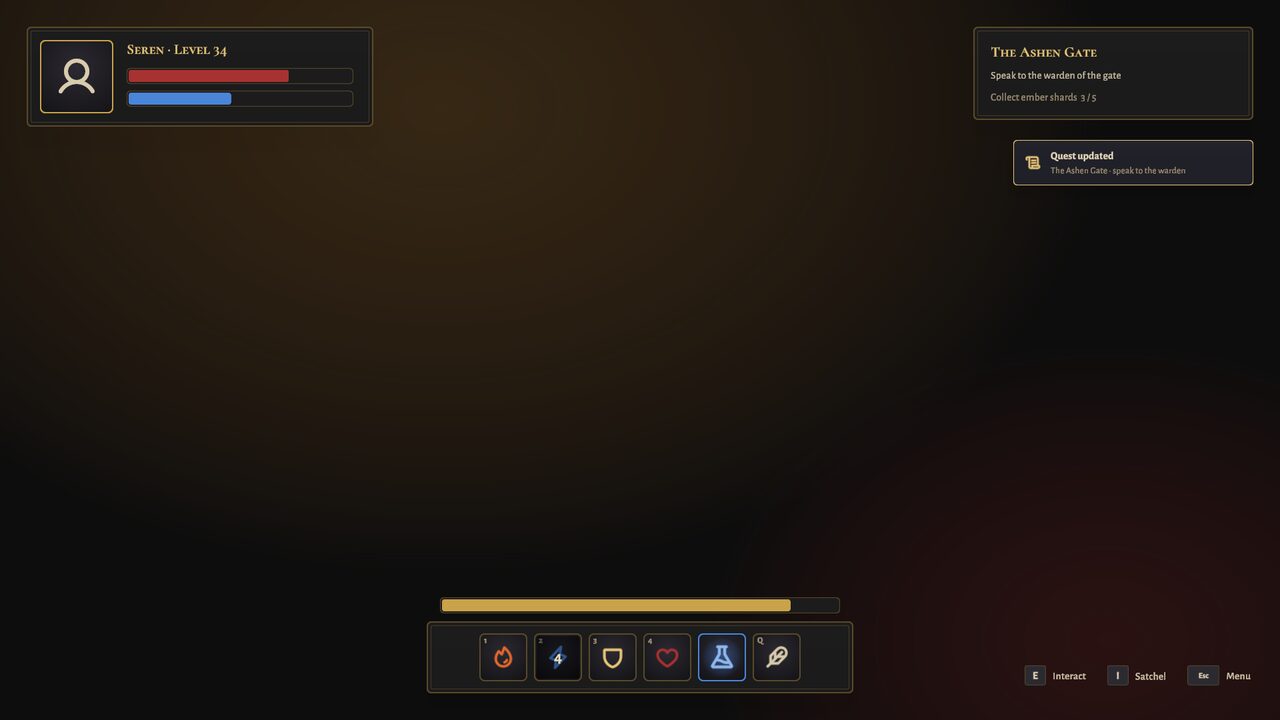 Seren · Level 34
The Ashen Gate
Speak to the warden of the gate
Collect ember shards 3 / 5
Quest updated
The Ashen Gate · speak to the warden
1
2
4
3
4
Q
E Interact
I Satchel
Esc Menu